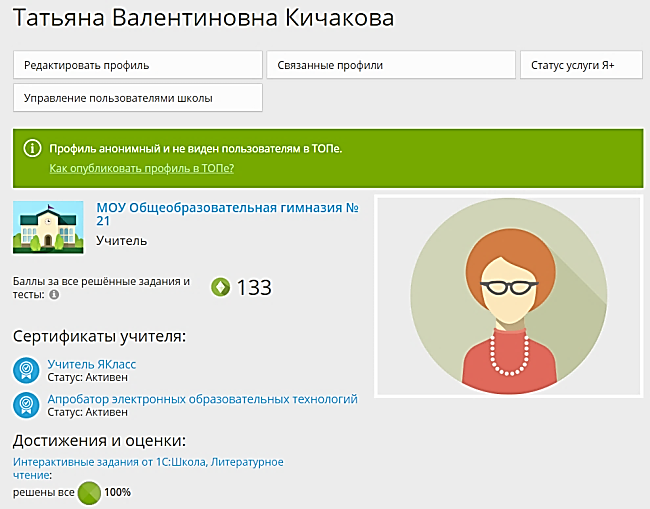 Татьяна Валентиновна Кичакова
Редактировать профиль
Связанные профили
Статус услуги Я+
Управление пользователями школы
Профиль анонимный и не виден пользователям в ТОПе.
Как опубликовать профиль в ТОПе?
МОУ Общеобразовательная гимназия №
21
Учитель
Баллы за все решённые задания и
тесты:
133
Сертификаты учителя:
Учитель ЯКласс
Статус: Активен
Апробатор электронных образовательных технологий
Статус: Активен
Достижения и оценки:
Интерактивные задания от 1С:Школа, Литературное
чтение:
решены все 100%